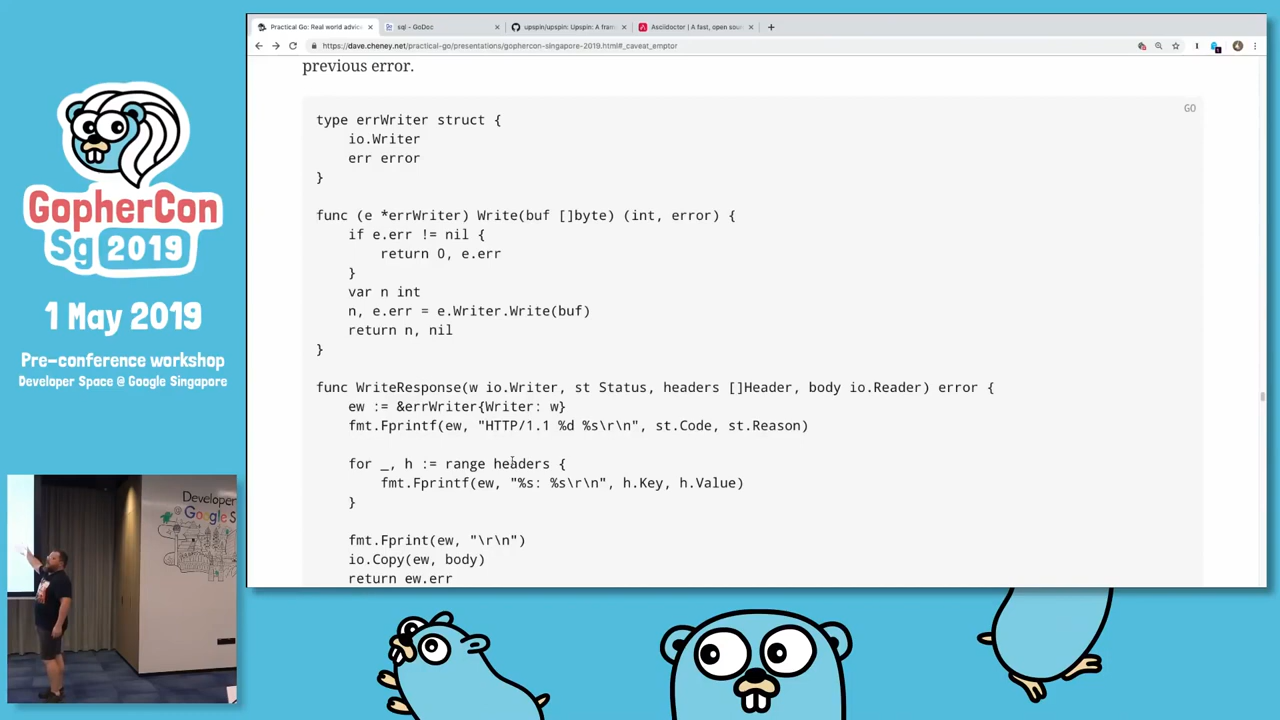 Practical Go: Real world advic
sql - GoDoc
upspin/upspin: Upspin: A fram
Asciidoctor | A fast, open sour
https://dave.cheney.net/practical-go/presentations/gophercon-singapore-2019.html#_caveat_emptor
previous error.
GO
type errWriter struct {
    io.Writer
    err error
}
func (e *errWriter) Write(buf []byte) (int, error) {
    if e.err != nil {
        return 0, e.err
    }
    var n int
    n, e.err = e.Writer.Write(buf)
    return n, nil
}
func WriteResponse(w io.Writer, st Status, headers []Header, body io.Reader) error {
    ew := &errWriter{Writer: w}
    fmt.Fprintf(ew, "HTTP/1.1 %d %s\r\n", st.Code, st.Reason)
    for _, h := range headers {
        fmt.Fprintf(ew, "%s: %s\r\n", h.Key, h.Value)
    }
    fmt.Fprint(ew, "\r\n")
    io.Copy(ew, body)
    return ew.err
GopherCon
Sg 2019
1 May 2019
Pre-conference workshop
Developer Space @ Google Singapore
Developer
Google S